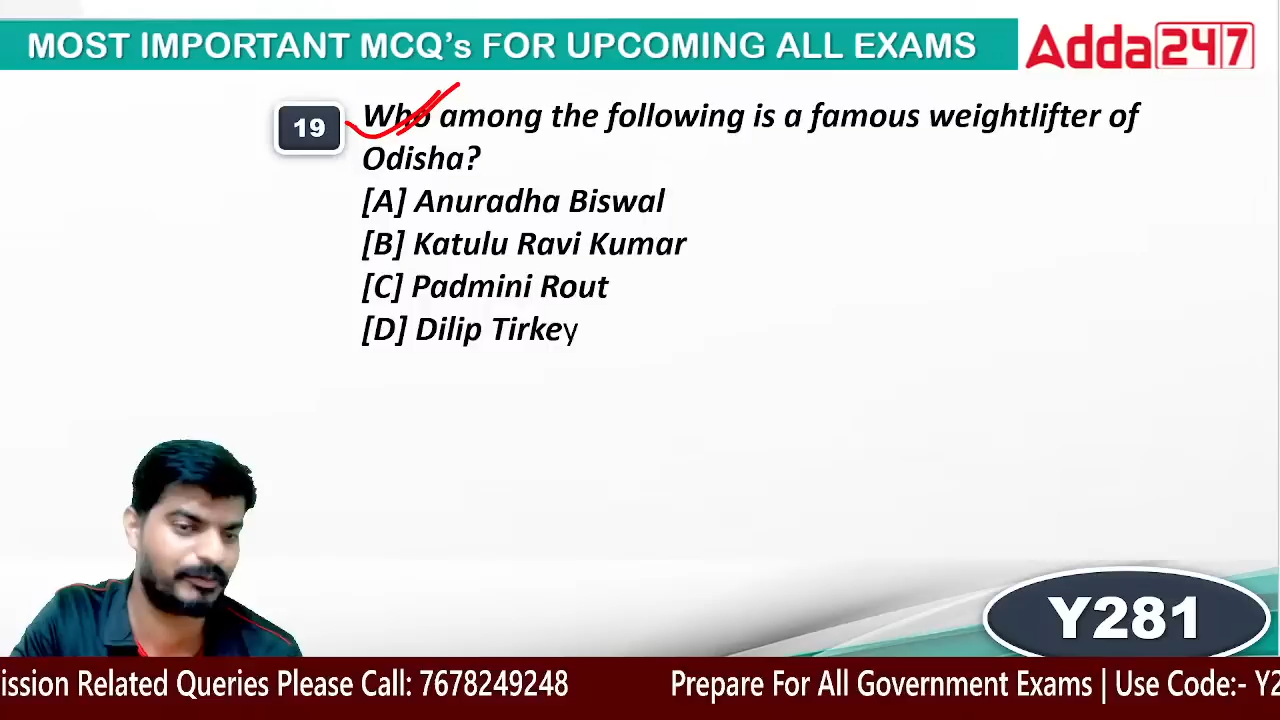 MOST IMPORTANT MCQ's FOR UPCOMING ALL EXAMS
Adda247
19
Who among the following is a famous weightlifter of
Odisha?
[A] Anuradha Biswal
[B] Katulu Ravi Kumar
[C] Padmini Rout
[D] Dilip Tirkey
Y281
ission Related Queries Please Call: 7678249248 Prepare For All Government Exams | Use Code:- Y2